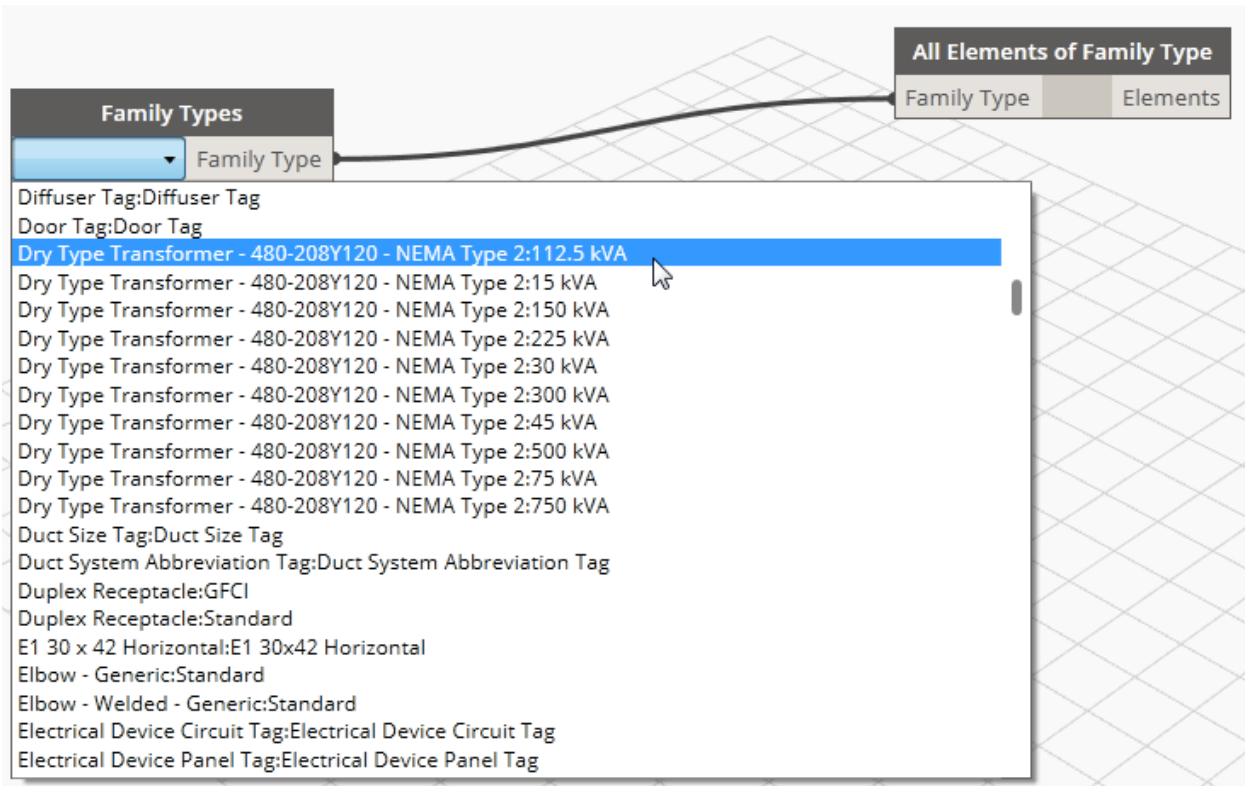 All Elements of Family Type
Family Type Elements
Family Types
Family Type
Diffuser Tag:Diffuser Tag
Door Tag:Door Tag
Dry Type Transformer - 480-208Y120 - NEMA Type 2:112.5 kVA
Dry Type Transformer - 480-208Y120 - NEMA Type 2:15 kVA
Dry Type Transformer - 480-208Y120 - NEMA Type 2:150 kVA
Dry Type Transformer - 480-208Y120 - NEMA Type 2:225 kVA
Dry Type Transformer - 480-208Y120 - NEMA Type 2:30 kVA
Dry Type Transformer - 480-208Y120 - NEMA Type 2:300 kVA
Dry Type Transformer - 480-208Y120 - NEMA Type 2:45 kVA
Dry Type Transformer - 480-208Y120 - NEMA Type 2:500 kVA
Dry Type Transformer - 480-208Y120 - NEMA Type 2:75 kVA
Dry Type Transformer - 480-208Y120 - NEMA Type 2:750 kVA
Duct Size Tag:Duct Size Tag
Duct System Abbreviation Tag:Duct System Abbreviation Tag
Duplex Receptacle:GFCI
Duplex Receptacle:Standard
E1 30 x 42 Horizontal:E1 30x42 Horizontal
Elbow - Generic:Standard
Elbow - Welded - Generic:Standard
Electrical Device Circuit Tag:Electrical Device Circuit Tag
Electrical Device Panel Tag:Electrical Device Panel Tag